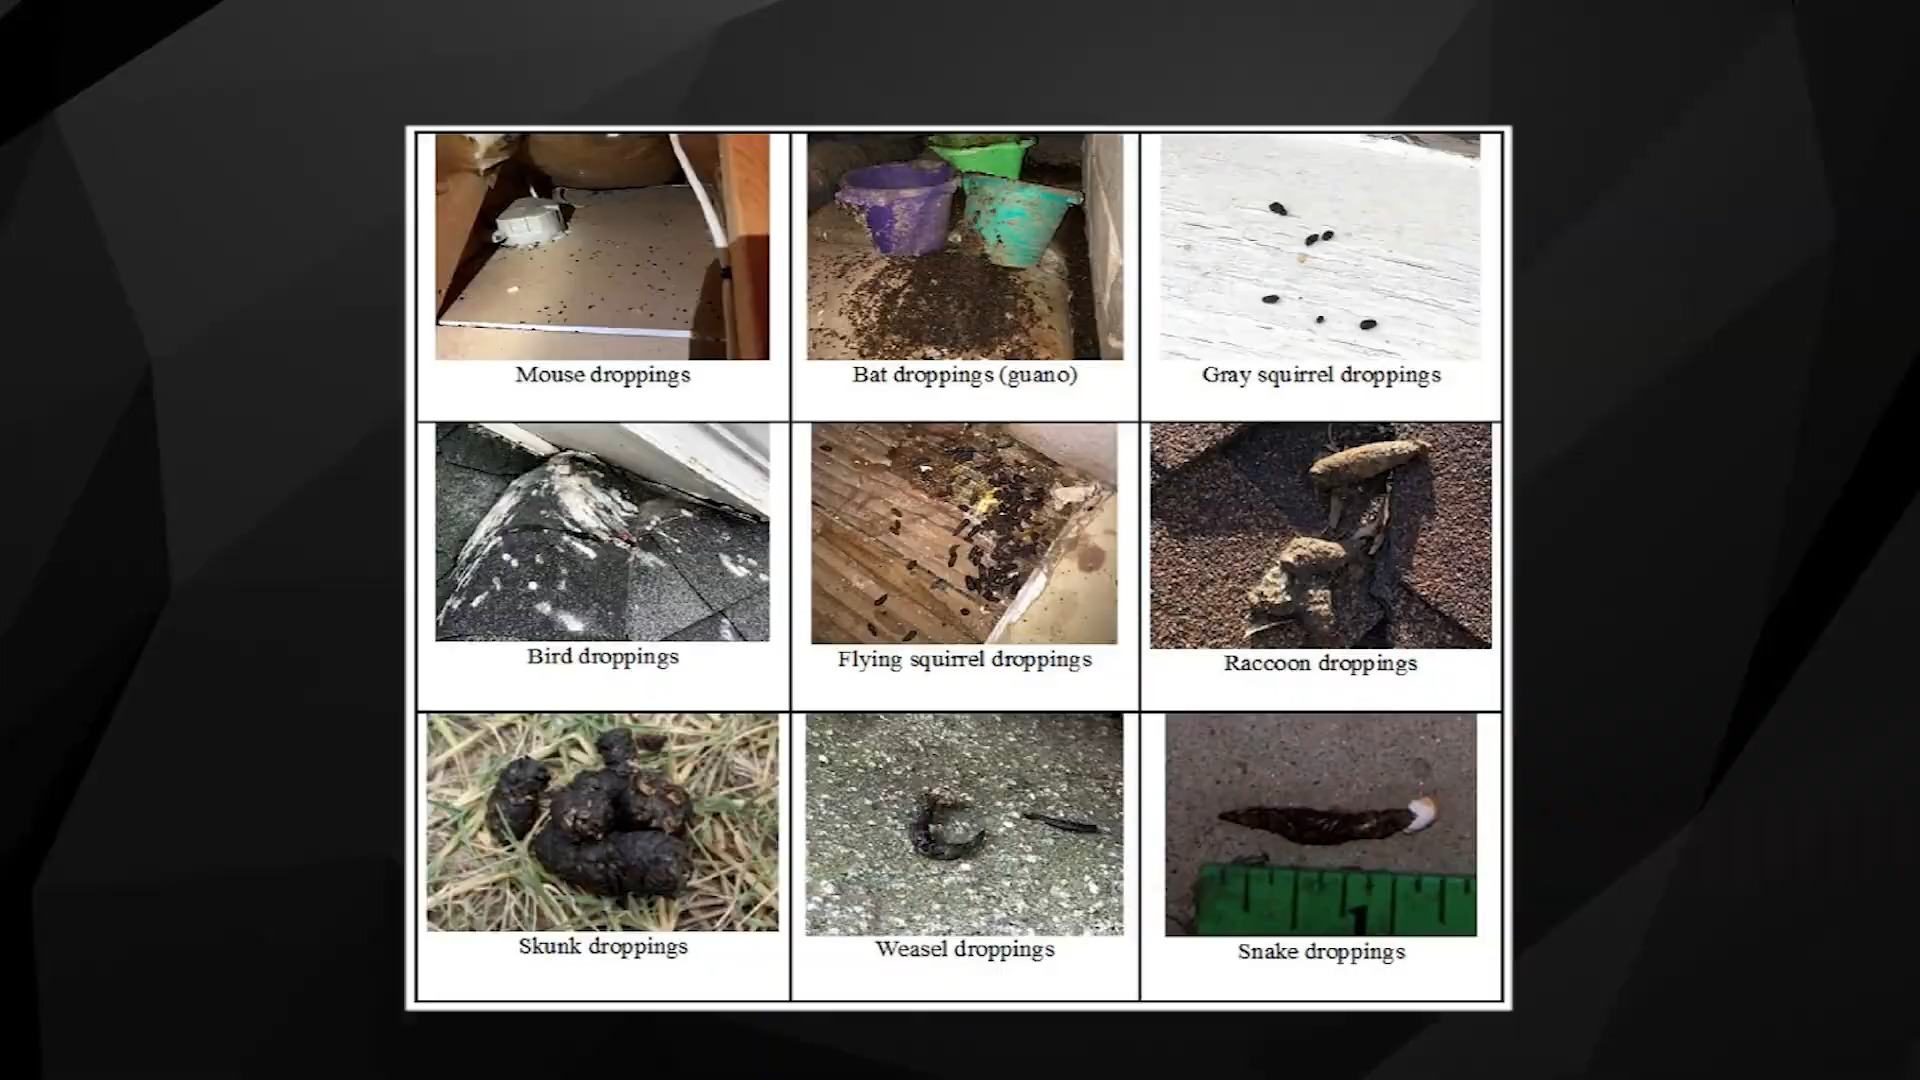 Mouse droppings
Bat droppings (guano)
Gray squirrel droppings
Bird droppings
Flying squirrel droppings
Raccoon droppings
Skunk droppings
Weasel droppings
Snake droppings
1